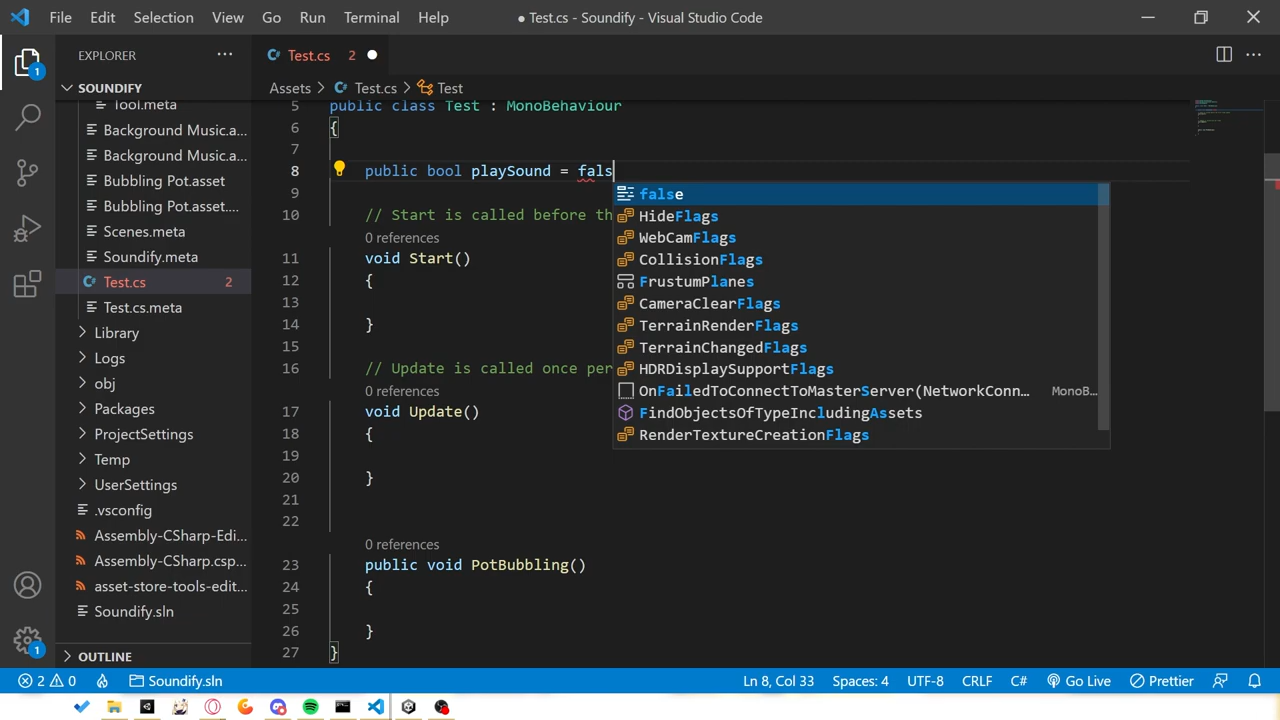 File Edit Selection View Go Run Terminal Help
● Test.cs - Soundify - Visual Studio Code
EXPLORER
Test.cs 2
SOUNDIFY
Assets > Test.cs > Test
Tool.meta
Background Music.a...
Background Music.a...
Bubbling Pot.asset
Bubbling Pot.asset....
Scenes.meta
Soundify.meta
Test.cs 2
Test.cs.meta
Library
Logs
obj
Packages
ProjectSettings
Temp
UserSettings
.vsconfig
Assembly-CSharp-Edi...
Assembly-CSharp.csp...
asset-store-tools-edit...
Soundify.sln
OUTLINE
1
1
5 public class Test : MonoBehaviour
6 {
7
8 public bool playSound = fals
9
10 // Start is called before th
0 references
11 void Start()
12 {
13
14 }
15
16 // Update is called once per
0 references
17 void Update()
18 {
19
20 }
21
22
0 references
23 public void PotBubbling()
24 {
25
26 }
27 }
false
HideFlags
WebCamFlags
CollisionFlags
FrustumPlanes
CameraClearFlags
TerrainRenderFlags
TerrainChangedFlags
HDRDisplaySupportFlags
OnFailedToConnectToMasterServer(NetworkConn... MonoB...
FindObjectsOfTypeIncludingAssets
RenderTextureCreationFlags
2 0 Soundify.sln Ln 8, Col 33 Spaces: 4 UTF-8 CRLF C# Go Live Prettier